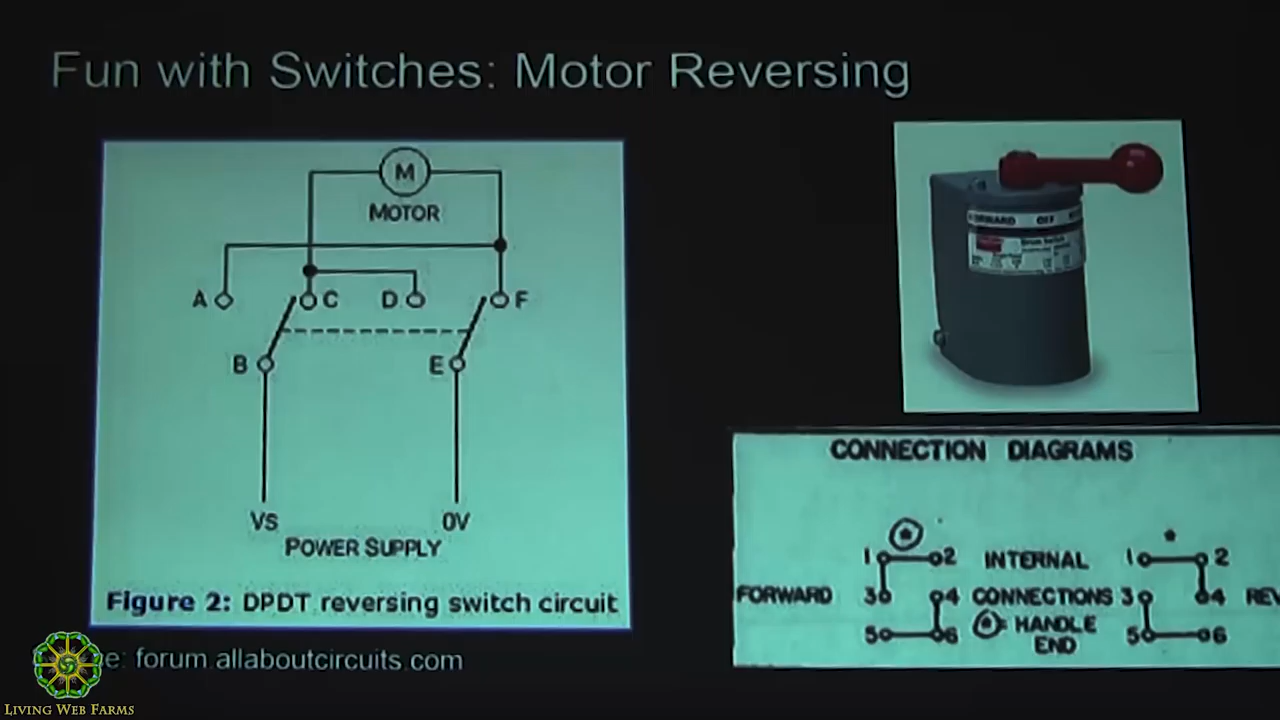 Fun with Switches: Motor Reversing
M
MOTOR
A C D F
B E
VS 0V
POWER SUPPLY
Figure 2: DPDT reversing switch circuit
forum.allaboutcircuits.com
OFF
CONNECTION DIAGRAMS
1 2 INTERNAL 1 2
FORWARD 3 4 CONNECTIONS 3 4 REV
5 6 = HANDLE 5 6
END
LIVING WEB FARMS